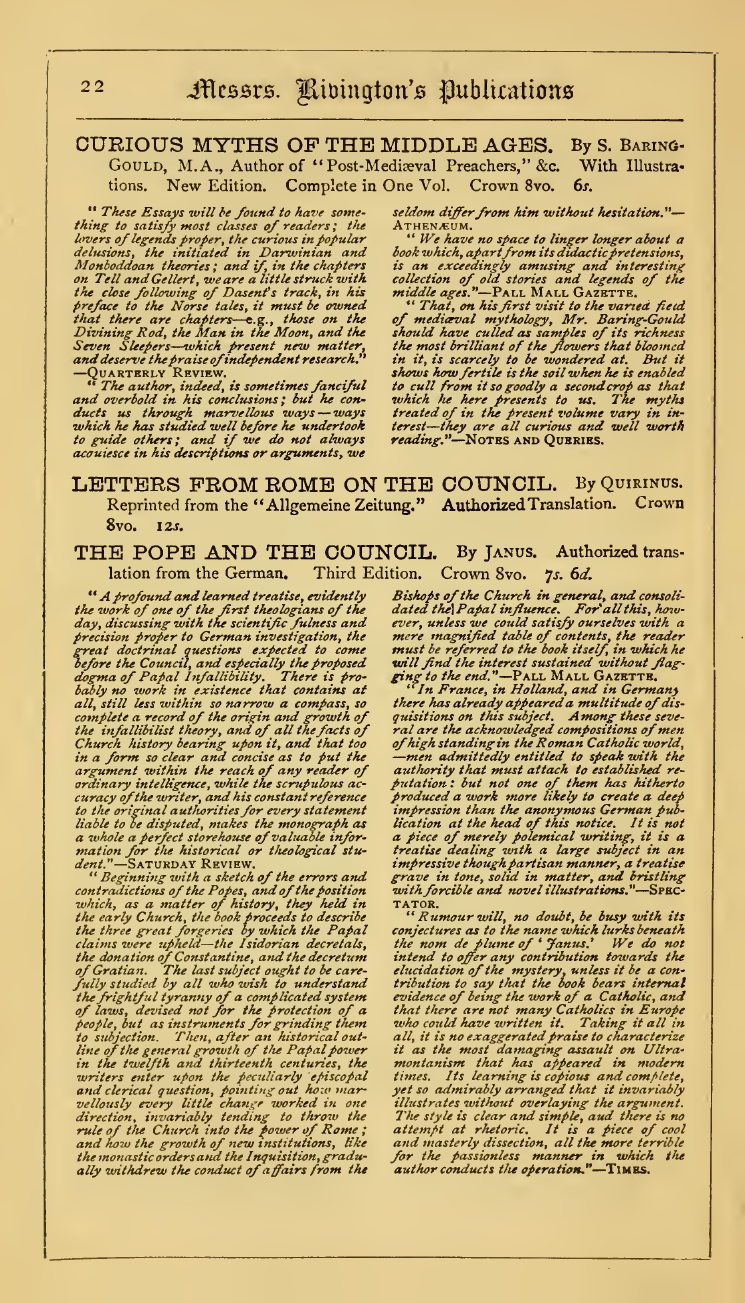 22
Messrs. Rivington's Publications
CURIOUS MYTHS OF THE MIDDLE AGES. By S. BARING-
GOULD, M.A., Author of "Post-Mediæval Preachers," &c. With Illustra-
tions. New Edition. Complete in One Vol. Crown 8vo. 6s.
"These Essays will be found to have some-
thing to satisfy most classes of readers; the
lovers of legends proper, the curious in popular
delusions, the initiated in Darwinian and
Monboddoan theories; and if, in the chapters
on Tell and Gellert, we are a little struck with
the close following of Dasent's track, in his
preface to the Norse tales, it must be owned
that there are chapters—e.g., those on the
Divining Rod, the Man in the Moon, and the
Seven Sleepers—which present new matter,
and deserve the praise of independent research."
—QUARTERLY REVIEW.
"The author, indeed, is sometimes fanciful
and overbold in his conclusions; but he con-
ducts us through marvellous ways—ways
which he has studied well before he undertook
to guide others; and if we do not always
acquiesce in his descriptions or arguments, we
seldom differ from him without hesitation."—
ATHENÆUM.
"We have no space to linger longer about a
book which, apart from its didactic pretensions,
is an exceedingly amusing and interesting
collection of old stories and legends of the
middle ages."—PALL MALL GAZETTE.
"That, on his first visit to the varied field
of mediæval mythology, Mr. Baring-Gould
should have culled as samples of its richness
the most brilliant of the flowers that bloomed
in it, is scarcely to be wondered at. But it
shows how fertile is the soil when he is enabled
to cull from it so goodly a second crop as that
which he here presents to us. The myths
treated of in the present volume vary in in-
terest—they are all curious and well worth
reading."—NOTES AND QUERIES.
LETTERS FROM ROME ON THE COUNCIL. By QUIRINUS.
Reprinted from the "Allgemeine Zeitung." Authorized Translation. Crown
8vo. 12s.
THE POPE AND THE COUNCIL. By JANUS. Authorized trans-
lation from the German. Third Edition. Crown 8vo. 7s. 6d.
"A profound and learned treatise, evidently
the work of one of the first theologians of the
day, discussing with the scientific fulness and
precision proper to German investigation, the
great doctrinal questions expected to come
before the Council, and especially the proposed
dogma of Papal Infallibility. There is pro-
bably no work in existence that contains at
all, still less within so narrow a compass, so
complete a record of the origin and growth of
the infallibilist theory, and of all the facts of
Church history bearing upon it, and that too
in a form so clear and concise as to put the
argument within the reach of any reader of
ordinary intelligence, while the scrupulous ac-
curacy of the writer, and his constant reference
to the original authorities for every statement
liable to be disputed, makes the monograph as
a whole a perfect storehouse of valuable infor-
mation for the historical or theological stu-
dent."—SATURDAY REVIEW.
"Beginning with a sketch of the errors and
contradictions of the Popes, and of the position
which, as a matter of history, they held in
the early Church, the book proceeds to describe
the three great forgeries by which the Papal
claims were upheld—the Isidorian decretals,
the donation of Constantine, and the decretum
of Gratian. The last subject ought to be care-
fully studied by all who wish to understand
the frightful tyranny of a complicated system
of laws, devised not for the protection of a
people, but as instruments for grinding them
to subjection. Then, after an historical out-
line of the general growth of the Papal power
in the twelfth and thirteenth centuries, the
writers enter upon the peculiarly episcopal
and clerical question, pointing out how mar-
vellously every little change worked in one
direction, invariably tending to throw the
rule of the Church into the power of Rome;
and how the growth of new institutions, like
the monastic orders and the Inquisition, gradu-
ally withdrew the conduct of affairs from the
Bishops of the Church in general, and consoli-
dated the Papal influence. For all this, how-
ever, unless we could satisfy ourselves with a
mere magnified table of contents, the reader
must be referred to the book itself, in which he
will find the interest sustained without flag-
ging to the end."—PALL MALL GAZETTE.
"In France, in Holland, and in Germany
there has already appeared a multitude of dis-
quisitions on this subject. Among these seve-
ral are the acknowledged compositions of men
of high standing in the Roman Catholic world,
—men admittedly entitled to speak with the
authority that must attach to established re-
putation: but not one of them has hitherto
produced a work more likely to create a deep
impression than the anonymous German pub-
lication at the head of this notice. It is not
a piece of merely polemical writing, it is a
treatise dealing with a large subject in an
impressive though partisan manner, a treatise
grave in tone, solid in matter, and bristling
with forcible and novel illustrations."—SPEC-
TATOR.
"Rumour will, no doubt, be busy with its
conjectures as to the name which lurks beneath
the nom de plume of 'Janus.' We do not
intend to offer any contribution towards the
elucidation of the mystery, unless it be a con-
tribution to say that the book bears internal
evidence of being the work of a Catholic, and
that there are not many Catholics in Europe
who could have written it. Taking it all in
all, it is no exaggerated praise to characterize
it as the most damaging assault on Ultra-
montanism that has appeared in modern
times. Its learning is copious and complete,
yet so admirably arranged that it invariably
illustrates without overlaying the argument.
The style is clear and simple, aud there is no
attempt at rhetoric. It is a piece of cool
and masterly dissection, all the more terrible
for the passionless manner in which the
author conducts the operation."—TIMES.